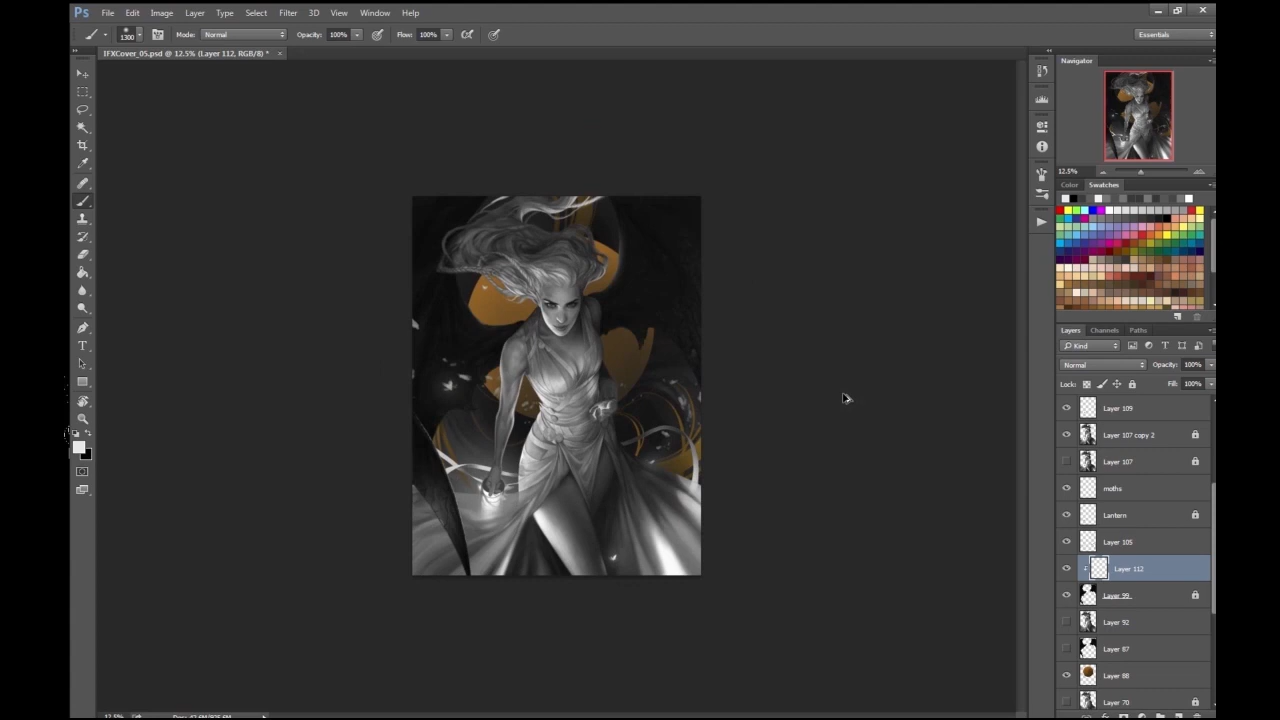 Ps File Edit Image Layer Type Select Filter 3D View Window Help
1300 Mode: Normal Opacity: 100% Flow: 100% Essentials
IFXCover_05.psd @ 12.5% (Layer 112, RGB/8) * ×
Navigator
12.5%
Color Swatches
Layers Channels Paths
Kind
Normal Opacity: 100%
Lock: Fill: 100%
Layer 109
Layer 107 copy 2
Layer 107
moths
Lantern
Layer 105
Layer 112
Layer 99
Layer 92
Layer 87
Layer 88
Layer 70
12.5%